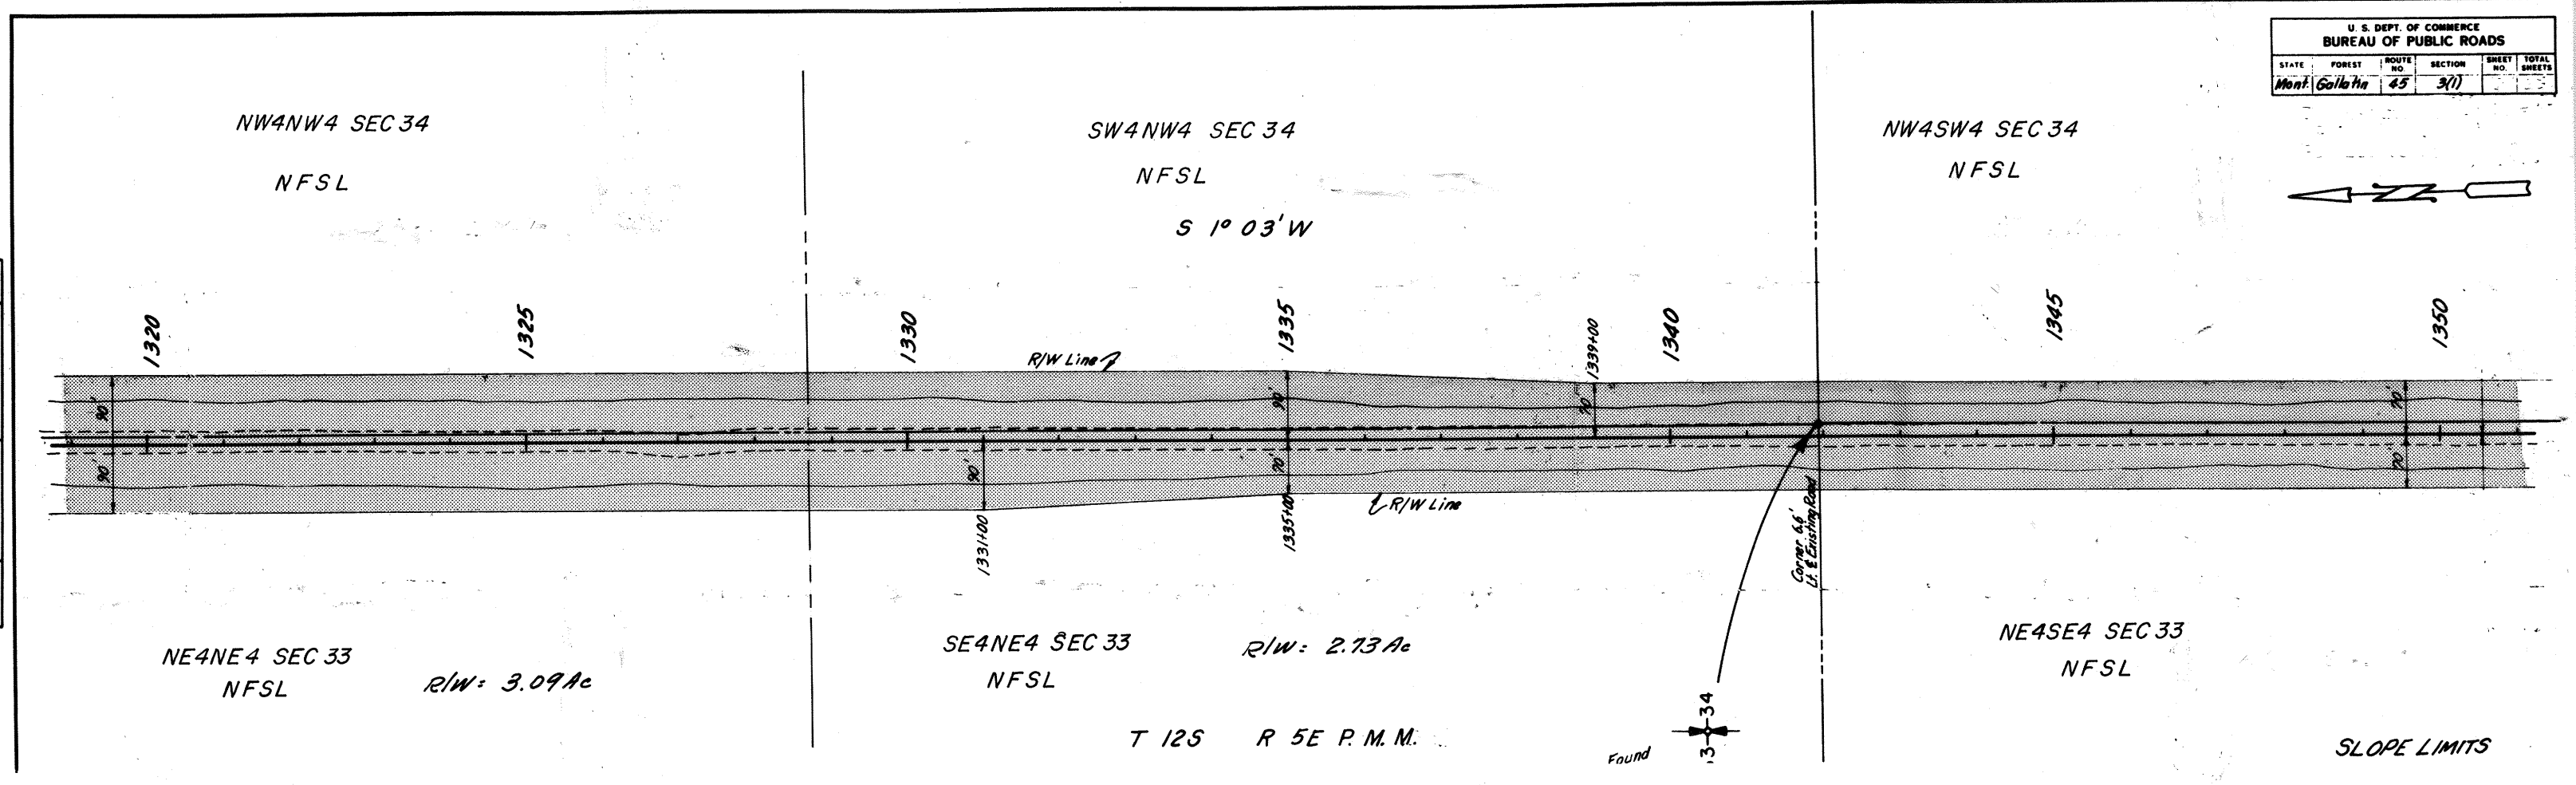 U. S. DEPT. OF COMMERCE
BUREAU OF PUBLIC ROADS
STATE FOREST ROUTE NO. SECTION SHEET NO. TOTAL SHEETS
Mont. Gallatin 45 3(1)
NW4NW4 SEC 34
NFSL
SW4NW4 SEC 34
NFSL
S 1° 03' W
NW4SW4 SEC 34
NFSL
1320
1325
1330
1335
1339+00
1340
1345
1350
R/W Line
90'
90'
90'
90'
70'
70'
70'
70'
R/W Line
1331+00
1335+00
Corner 6.6'
Lt. ℄ Existing Road
NE4NE4 SEC 33
NFSL
R/W: 3.09 Ac
SE4NE4 SEC 33
NFSL
R/W: 2.73 Ac
NE4SE4 SEC 33
NFSL
T 12S R 5E P. M. M.
Found
34
SLOPE LIMITS